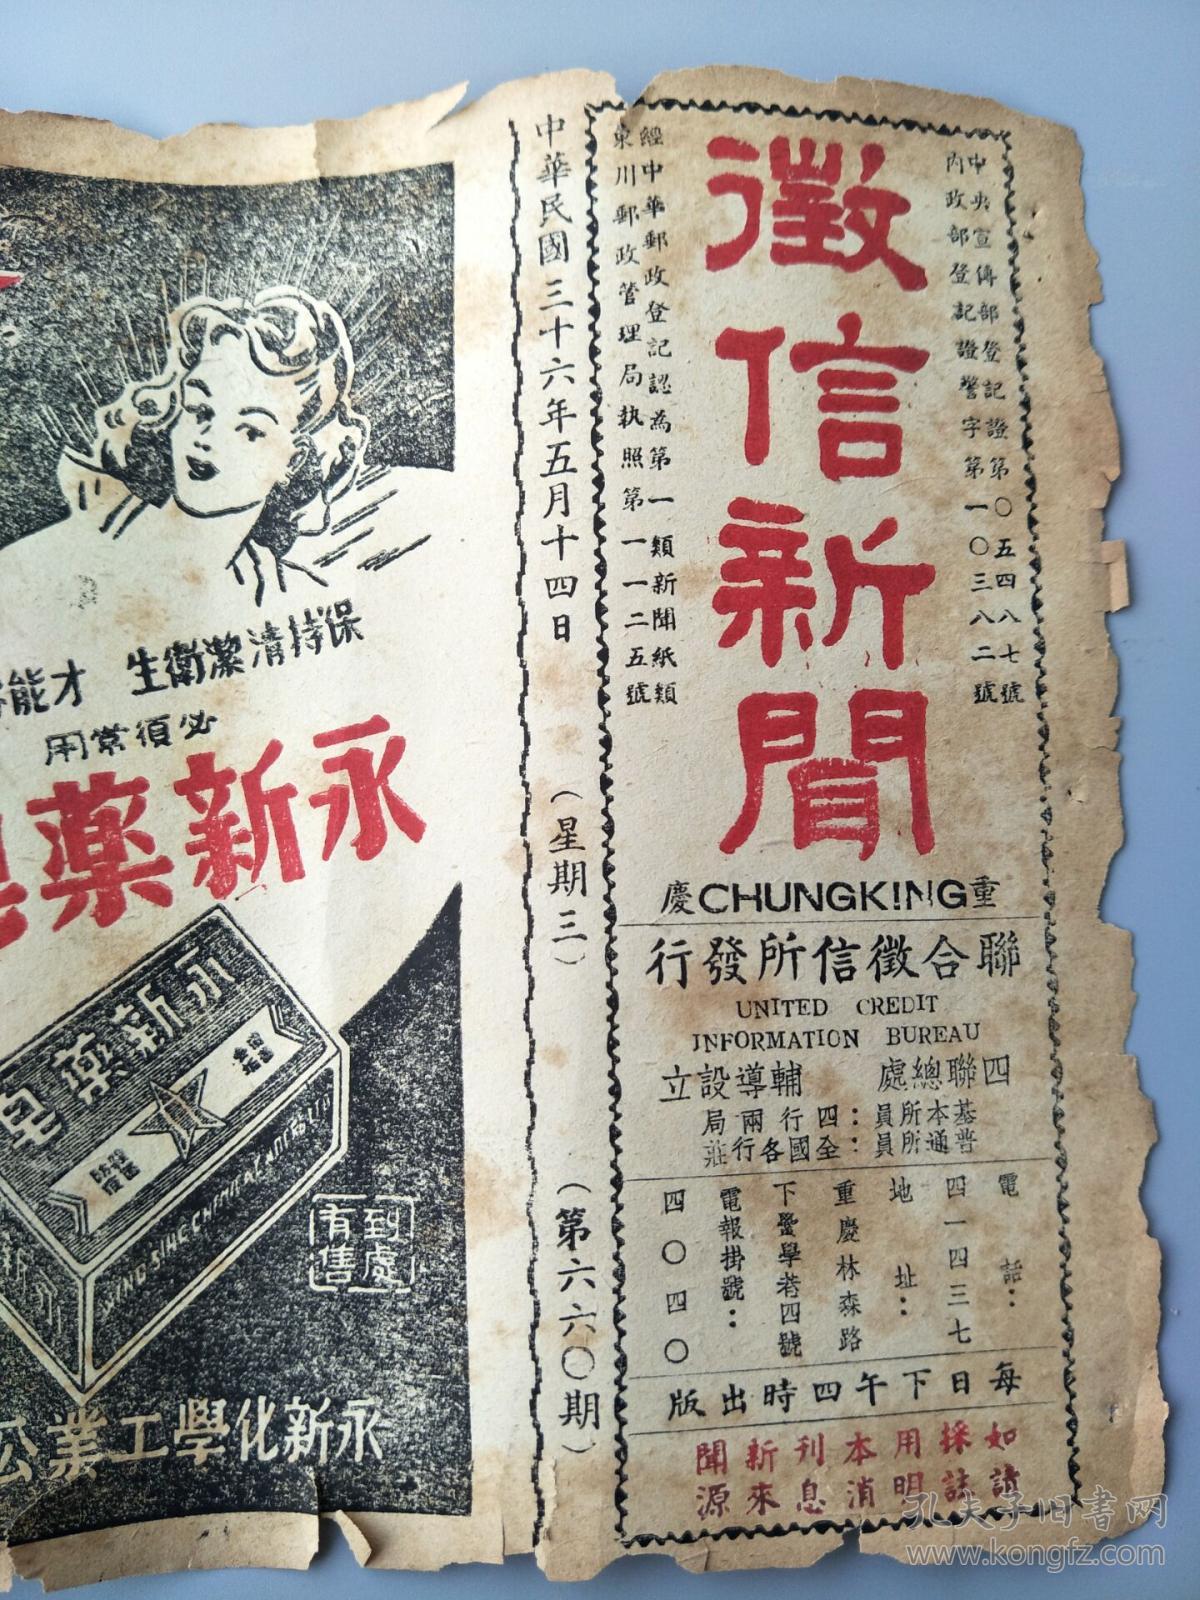 中央宣傳部登記證第〇五四八七號
內政部登記證警字第一〇三八二號
徵信新聞
經中華郵政登記認為第一類新聞紙類
東川郵政管理局執照第一一二五號
重CHUNGKING慶
聯合徵信所發行
UNITED CREDIT
INFORMATION BUREAU
四聯總處輔導設立
基本所員：四行兩局
普通所員：全國各行莊
電話：
四一四三七
地址：
重慶林森路
下黌學巷四號
電報掛號：
四〇四〇
每日下午四時出版
如採用本刊新聞
請誌明消息來源
中華民國三十六年五月十四日
（星期三）
（第六六〇期）
保持清潔衛生 才能
必須常用
永新藥皂
永新藥皂
到處有售
永新化學工業公
孔夫子旧书网
www.kongfz.com